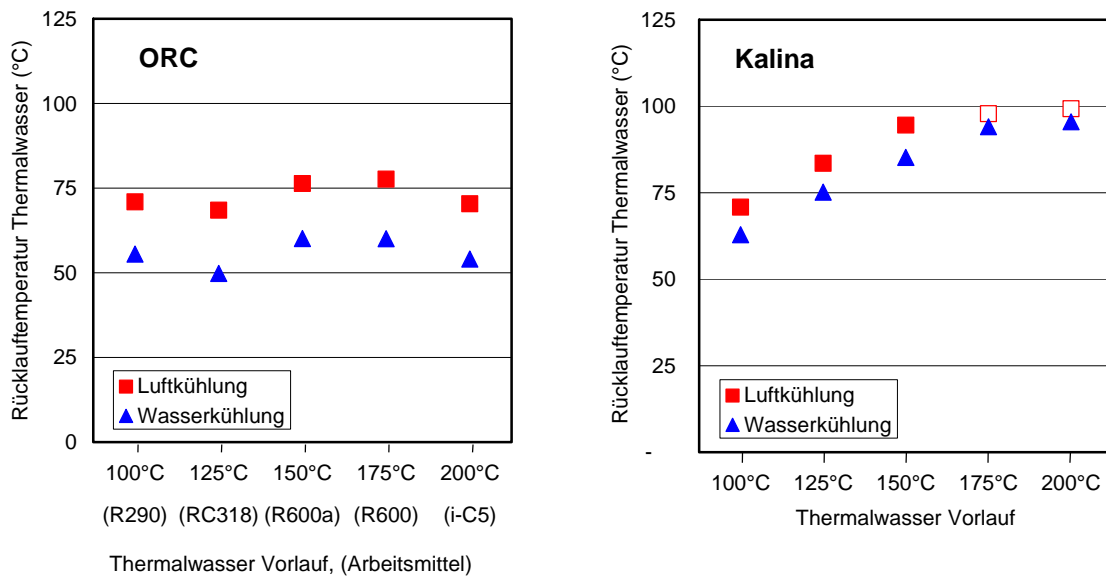 ORC
Rücklauftemperatur Thermalwasser (°C)
125
100
75
50
25
0
Luftkühlung
Wasserkühlung
100°C 125°C 150°C 175°C 200°C
(R290) (RC318) (R600a) (R600) (i-C5)
Thermalwasser Vorlauf, (Arbeitsmittel)
Kalina
Rücklauftemperatur Thermalwasser (°C)
125
100
75
50
25
-
Luftkühlung
Wasserkühlung
100°C 125°C 150°C 175°C 200°C
Thermalwasser Vorlauf